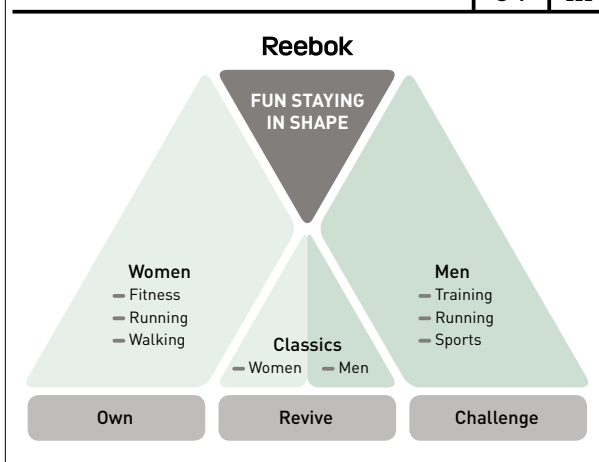 Reebok
FUN STAYING
IN SHAPE
Women
Fitness
Running
Walking
Men
Training
Running
Sports
Classics
Women
Men
Own
Revive
Challenge